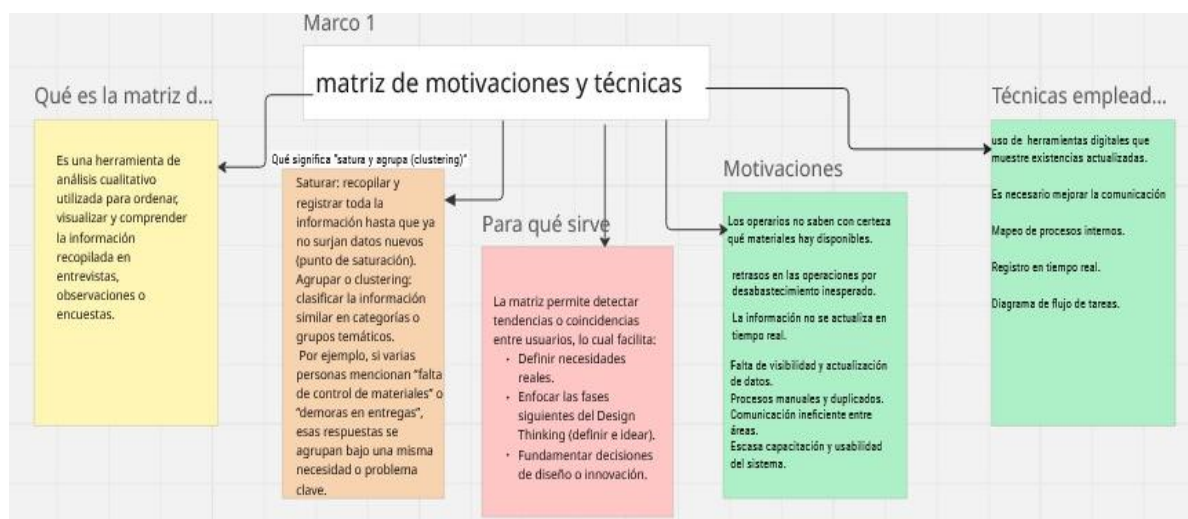 Marco 1
matriz de motivaciones y técnicas
Qué es la matriz d...
Es una herramienta de
análisis cualitativo
utilizada para ordenar,
visualizar y comprender
la información
recopilada en
entrevistas,
observaciones o
encuestas.
Qué significa "satura y agrupa (clustering)"
Saturar: recopilar y
registrar toda la
información hasta que ya
no surjan datos nuevos
(punto de saturación).
Agrupar o clustering:
clasificar la información
similar en categorías o
grupos temáticos.
Por ejemplo, si varias
personas mencionan "falta
de control de materiales" o
"demoras en entregas",
esas respuestas se
agrupan bajo una misma
necesidad o problema
clave.
Para qué sirve
La matriz permite detectar
tendencias o coincidencias
entre usuarios, lo cual facilita:
• Definir necesidades
reales.
• Enfocar las fases
siguientes del Design
Thinking (definir e idear).
• Fundamentar decisiones
de diseño o innovación.
Motivaciones
Los operarios no saben con certeza
qué materiales hay disponibles.
retrasos en las operaciones por
desabastecimiento inesperado.
La información no se actualiza en
tiempo real.
Falta de visibilidad y actualización
de datos.
Procesos manuales y duplicados.
Comunicación ineficiente entre
áreas.
Escasa capacitación y usabilidad
del sistema.
Técnicas emplead...
uso de herramientas digitales que
muestre existencias actualizadas.
Es necesario mejorar la comunicación
Mapeo de procesos internos.
Registro en tiempo real.
Diagrama de flujo de tareas.